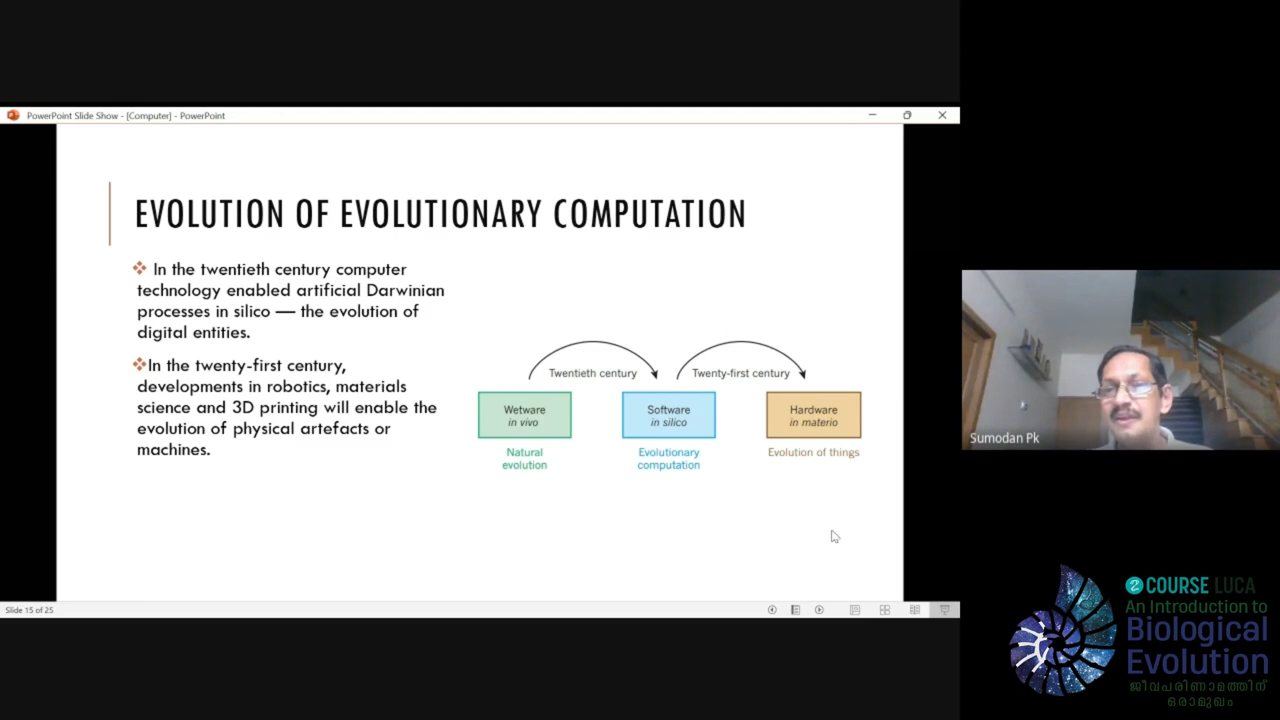 PowerPoint Slide Show - [Computer] - PowerPoint
EVOLUTION OF EVOLUTIONARY COMPUTATION
In the twentieth century computer
technology enabled artificial Darwinian
processes in silico — the evolution of
digital entities.
In the twenty-first century,
developments in robotics, materials
science and 3D printing will enable the
evolution of physical artefacts or
machines.
Twentieth century
Twenty-first century
Wetware
in vivo
Software
in silico
Hardware
in materio
Natural
evolution
Evolutionary
computation
Evolution of things
Slide 15 of 25
Sumodan Pk
2 COURSE LUCA
An Introduction to
Biological
Evolution
ജീവപരിണാമത്തിന്
ഒരാമുഖം